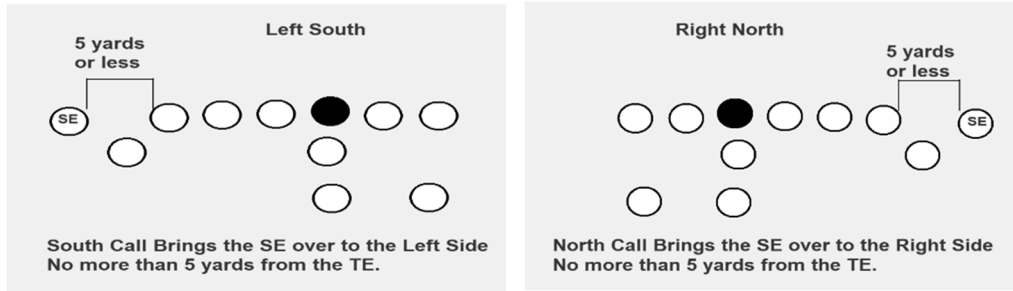 Left South
5 yards
or less
SE
South Call Brings the SE over to the Left Side
No more than 5 yards from the TE.
Right North
5 yards
or less
SE
North Call Brings the SE over to the Right Side
No more than 5 yards from the TE.